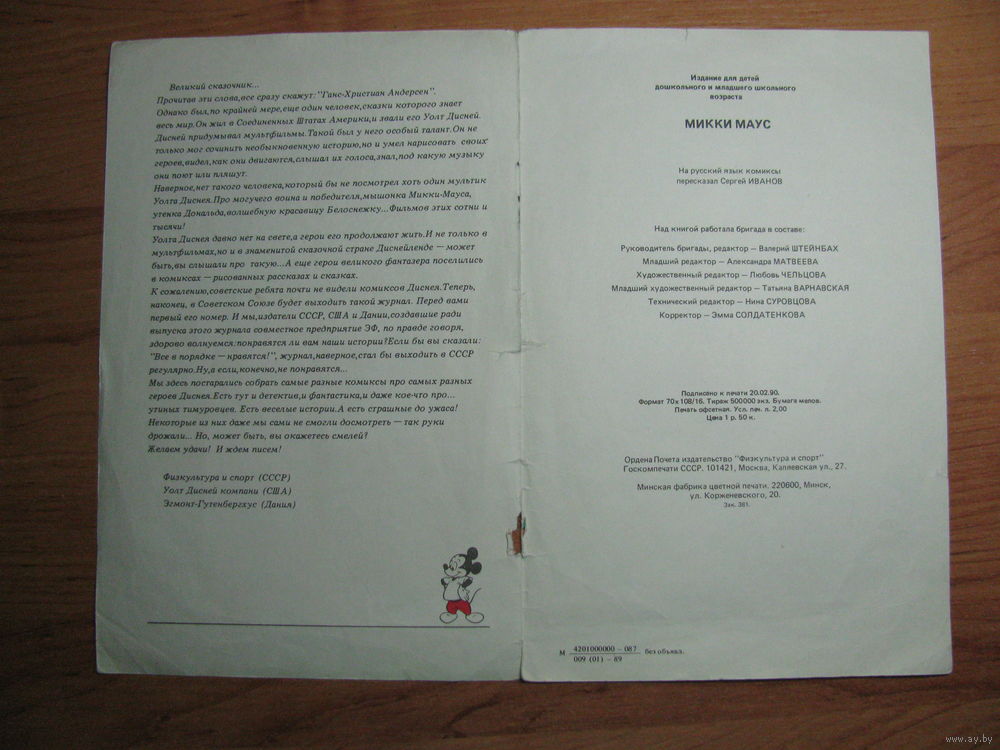 Великий сказочник...
Прочитав эти слова,все сразу скажут: "Ганс-Христиан Андерсен".
Однако был,по крайней мере,еще один человек,сказки которого знает
весь мир.Он жил в Соединенных Штатах Америки,и звали его Уолт Дисней.
Дисней придумывал мультфильмы.Такой был у него особый талант.Он не
только мог сочинить необыкновенную историю,но и умел нарисовать своих
героев,видел,как они двигаются,слышал их голоса,знал,под какую музыку
они поют или пляшут.
Наверное,нет такого человека,который бы не посмотрел хоть один мультик
Уолта Диснея.Про могучего воина и победителя,мышонка Микки-Мауса,
утенка Дональда,волшебную красавицу Белоснежку...Фильмов этих сотни и
тысячи!
Уолта Диснея давно нет на свете,а герои его продолжают жить.И не только в
мультфильмах,но и в знаменитой сказочной стране Диснейленде — может
быть,вы слышали про такую...А еще герои великого фантазера поселились
в комиксах — рисованных рассказах и сказках.
К сожалению,советские ребята почти не видели комиксов Диснея.Теперь,
наконец, в Советском Союзе будет выходить такой журнал. Перед вами
первый его номер. И мы,издатели СССР, США и Дании,создавшие ради
выпуска этого журнала совместное предприятие ЭФ, по правде говоря,
здорово волнуемся:понравятся ли вам наши истории?Если бы вы сказали:
"Все в порядке — нравятся!", журнал,наверное,стал бы выходить в СССР
регулярно.Ну,а если,конечно,не понравятся...
Мы здесь постарались собрать самые разные комиксы про самых разных
героев Диснея.Есть тут и детектив,и фантастика,и даже кое-что про...
утиных тимуровцев. Есть веселые истории.А есть страшные до ужаса!
Некоторые из них даже мы сами не смогли досмотреть — так руки
дрожали... Но, может быть, вы окажетесь смелей?
Желаем удачи! И ждем писем!
Физкультура и спорт (СССР)
Уолт Дисней компани (США)
Эгмонт-Гутенбергхус (Дания)
Издание для детей
дошкольного и младшего школьного
возраста
МИККИ МАУС
На русский язык комиксы
пересказал Сергей ИВАНОВ
Над книгой работала бригада в составе:
Руководитель бригады, редактор — Валерий ШТЕЙНБАХ
Младший редактор — Александра МАТВЕЕВА
Художественный редактор — Любовь ЧЕЛЬЦОВА
Младший художественный редактор — Татьяна ВАРНАВСКАЯ
Технический редактор — Нина СУРОВЦОВА
Корректор — Эмма СОЛДАТЕНКОВА
Подписано к печати 20.02.90.
Формат 70х108/16. Тираж 500000 экз. Бумага мелов.
Печать офсетная. Усл. печ. л. 2,00
Цена 1 р. 50 к.
Ордена Почета издательство "Физкультура и спорт"
Госкомпечати СССР. 101421, Москва, Каляевская ул., 27.
Минская фабрика цветной печати. 220600, Минск,
ул. Корженевского, 20.
Зак. 381.
М 4201000000 – 087 без объявл.
009 (01) – 89
www.ay.by